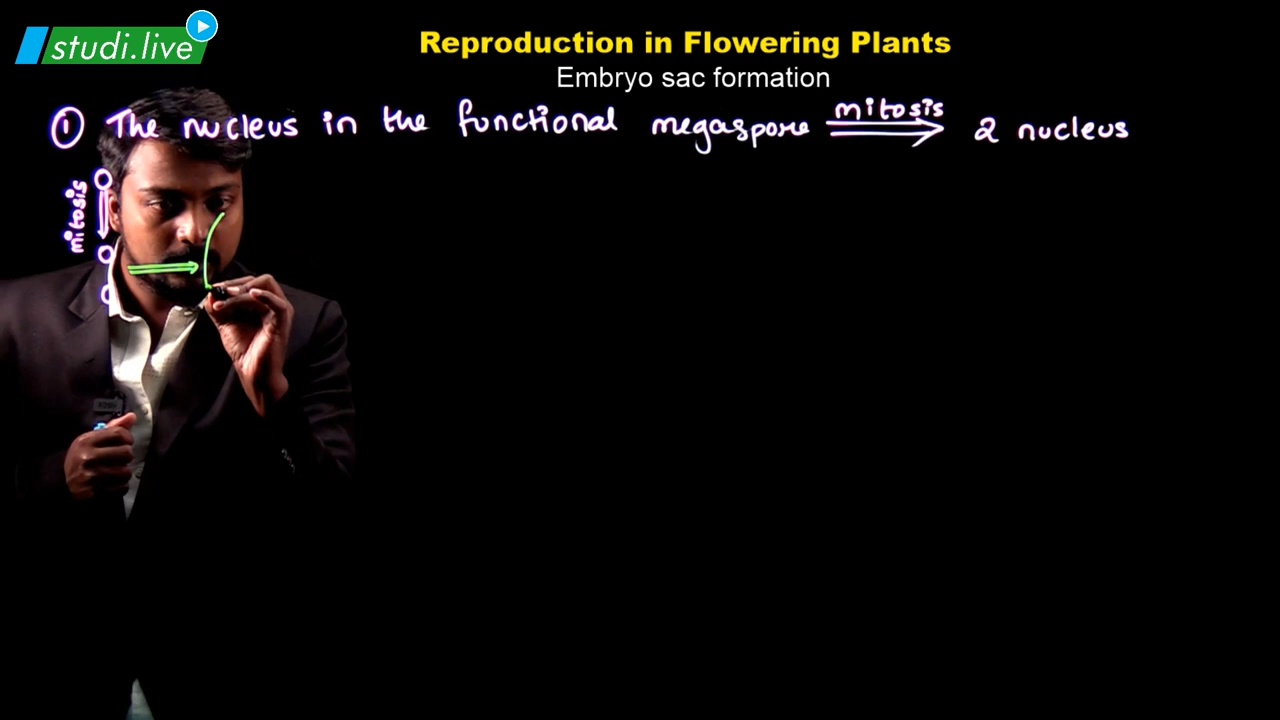 studi.live
Reproduction in Flowering Plants
Embryo sac formation
① The nucleus in the functional megaspore mitosis 2 nucleus
mitosis